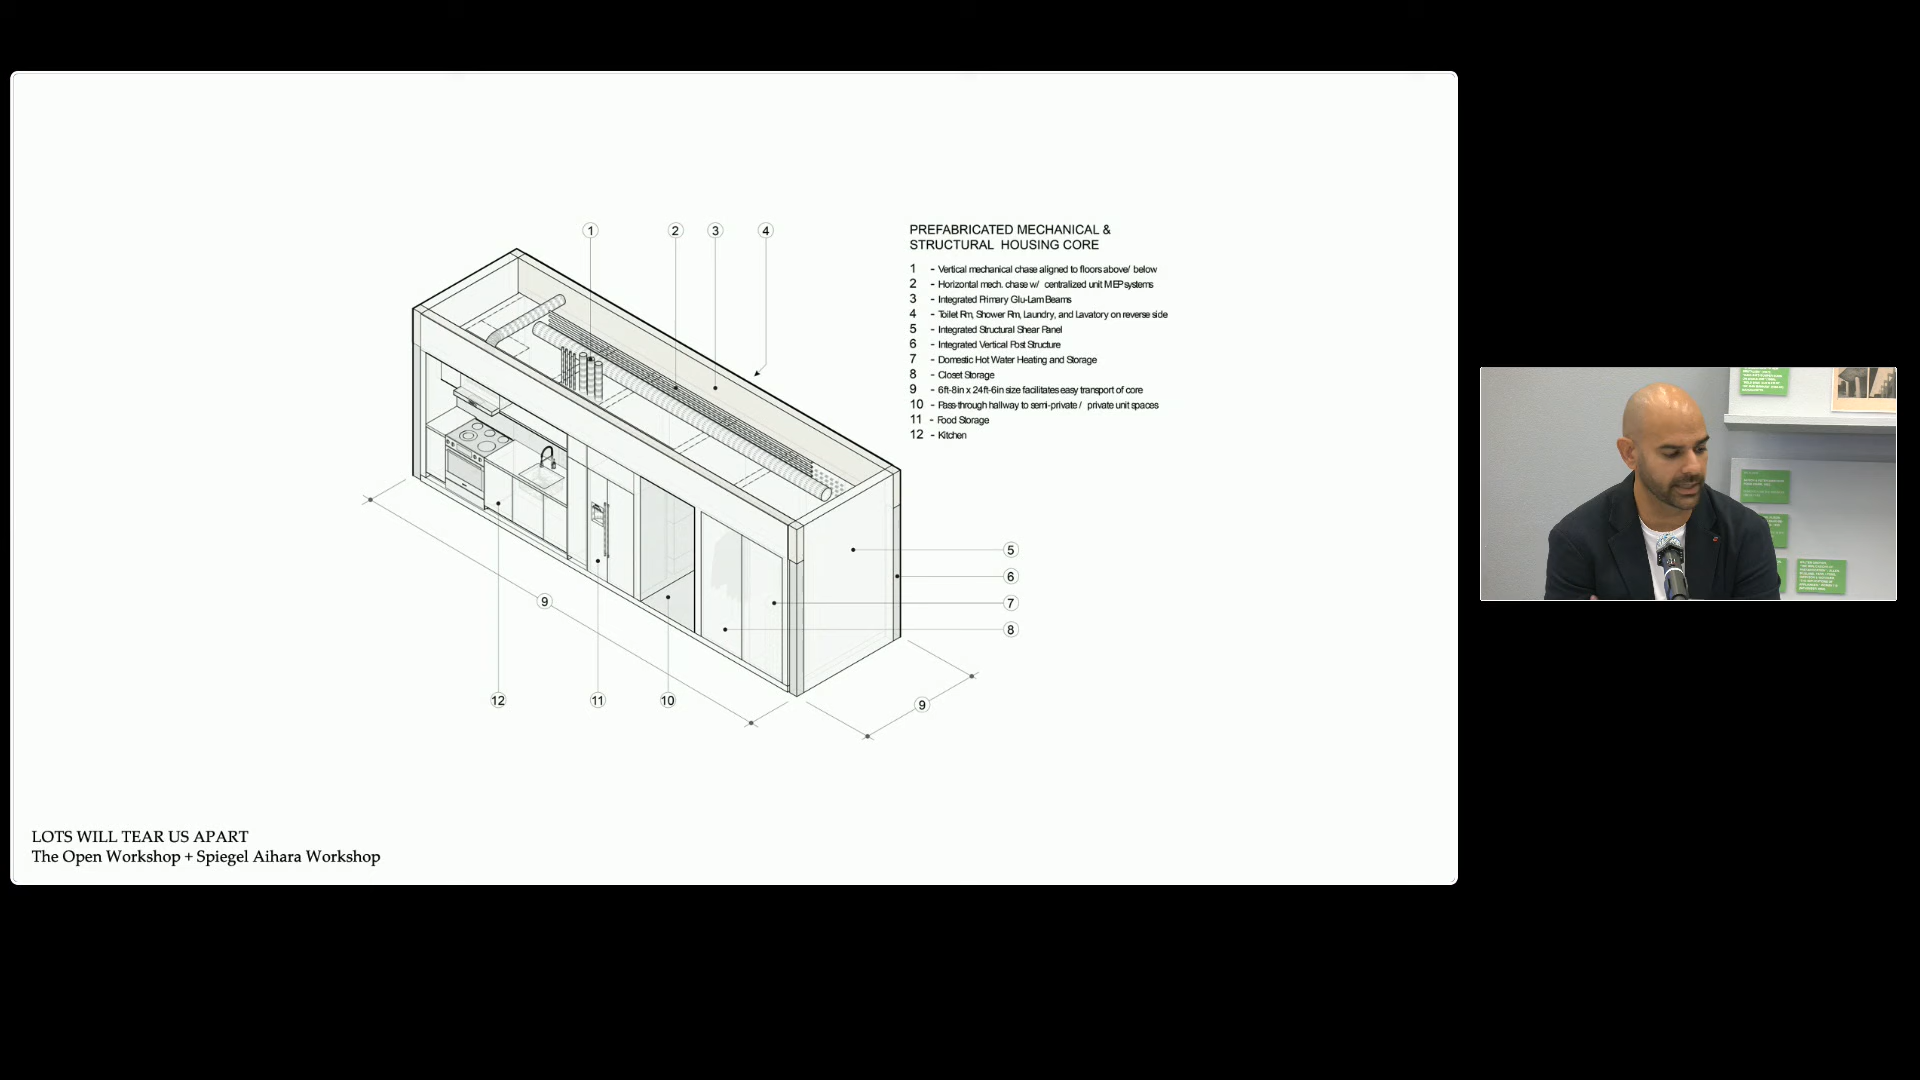 1
2
3
4
PREFABRICATED MECHANICAL &
STRUCTURAL HOUSING CORE
1 - Vertical mechanical chase aligned to floors above/ below
2 - Horizontal mech. chase w/ centralized unit MEP systems
3 - Integrated Primary Glu-Lam Beams
4 - Toilet Rm, Shower Rm, Laundry, and Lavatory on reverse side
5 - Integrated Structural Shear Panel
6 - Integrated Vertical Post Structure
7 - Domestic Hot Water Heating and Storage
8 - Closet Storage
9 - 6ft-8in x 24ft-6in size facilitates easy transport of core
10 - Pass-through hallway to semi-private / private unit spaces
11 - Food Storage
12 - Kitchen
5
6
7
8
9
12
11
10
9
LOTS WILL TEAR US APART
The Open Workshop + Spiegel Aihara Workshop